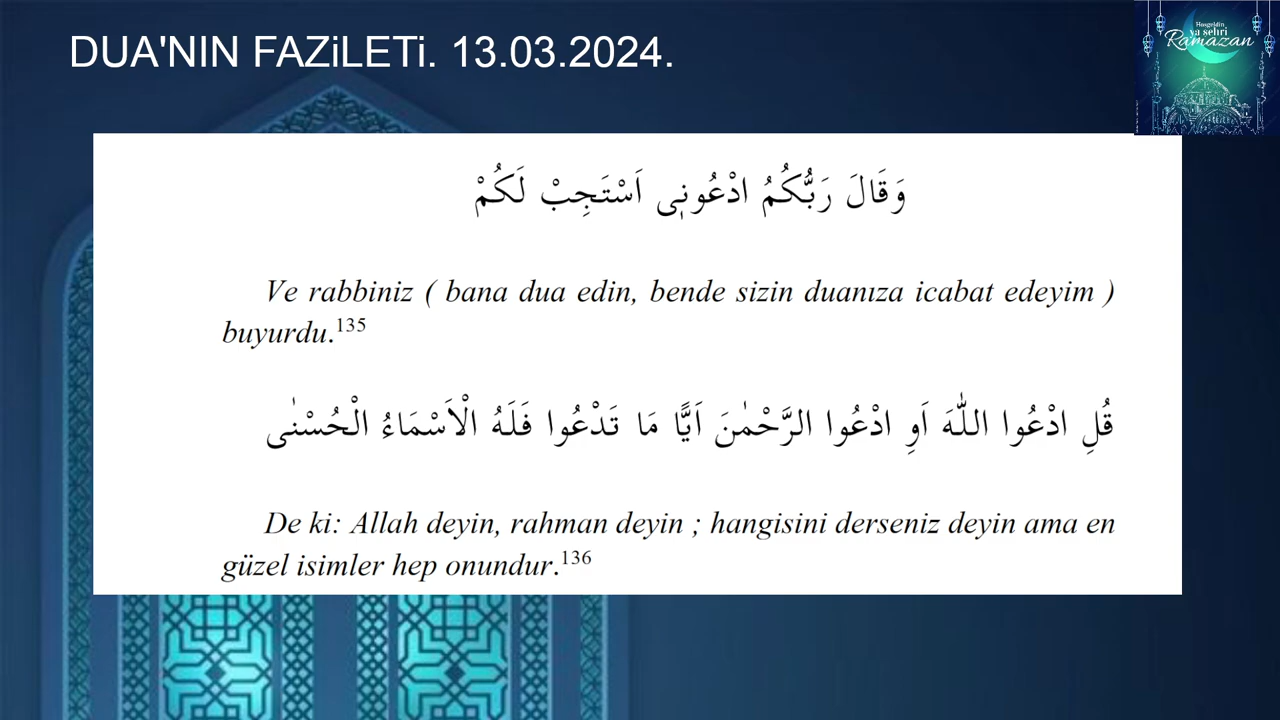 DUA'NIN FAZiLETi. 13.03.2024.
Hoşgeldin
ya şehri
Ramazan
وَقَالَ رَبُّكُمُ ادْعُونٖى اَسْتَجِبْ لَكُمْ
Ve rabbiniz ( bana dua edin, bende sizin duanıza icabat edeyim )
buyurdu.135
قُلِ ادْعُوا اللّٰهَ اَوِ ادْعُوا الرَّحْمٰنَ اَيًّا مَا تَدْعُوا فَلَهُ الْاَسْمَاءُ الْحُسْنٰى
De ki: Allah deyin, rahman deyin ; hangisini derseniz deyin ama en
güzel isimler hep onundur.136